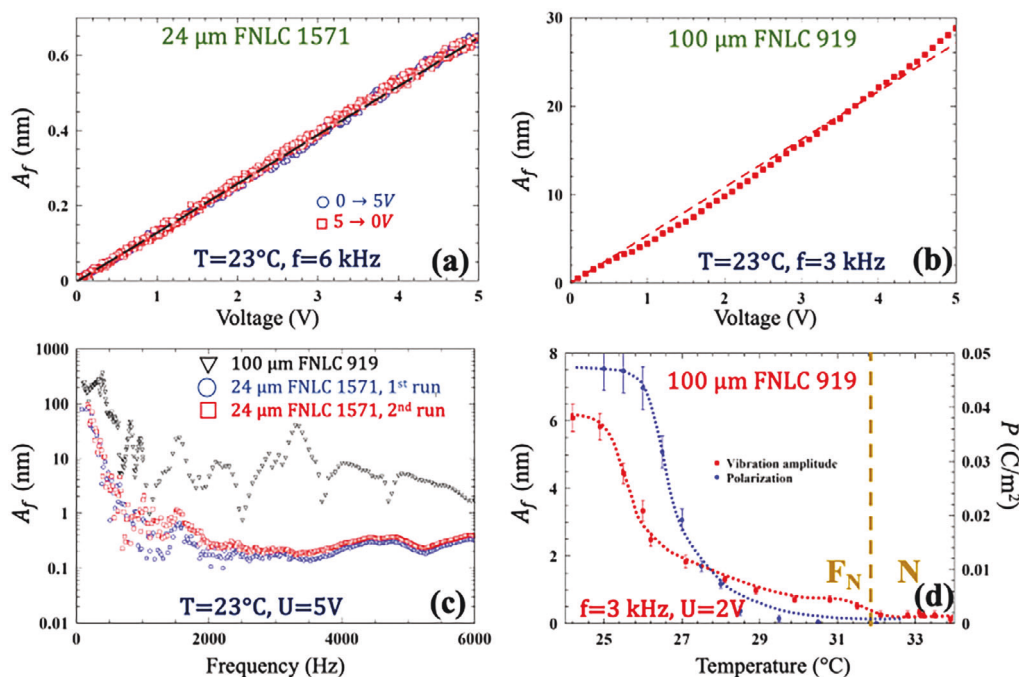 24 μm FNLC 1571
0.6
0.4
0.2
0
A_f (nm)
0 → 5V
5 → 0V
T=23°C, f=6 kHz
(a)
0 1 2 3 4 5
Voltage (V)
100 μm FNLC 919
30
20
10
0
A_f (nm)
T=23°C, f=3 kHz
(b)
0 1 2 3 4 5
Voltage (V)
1000
100
10
1
0.1
0.01
A_f (nm)
100 μm FNLC 919
24 μm FNLC 1571, 1st run
24 μm FNLC 1571, 2nd run
T=23°C, U=5V
(c)
0 2000 4000 6000
Frequency (Hz)
100 μm FNLC 919
8
6
4
2
0
A_f (nm)
Vibration amplitude
Polarization
F_N N
f=3 kHz, U=2V
(d)
0.05
0.04
0.03
0.02
0.01
0.00
P (C/m²)
25 27 29 31 33
Temperature (°C)